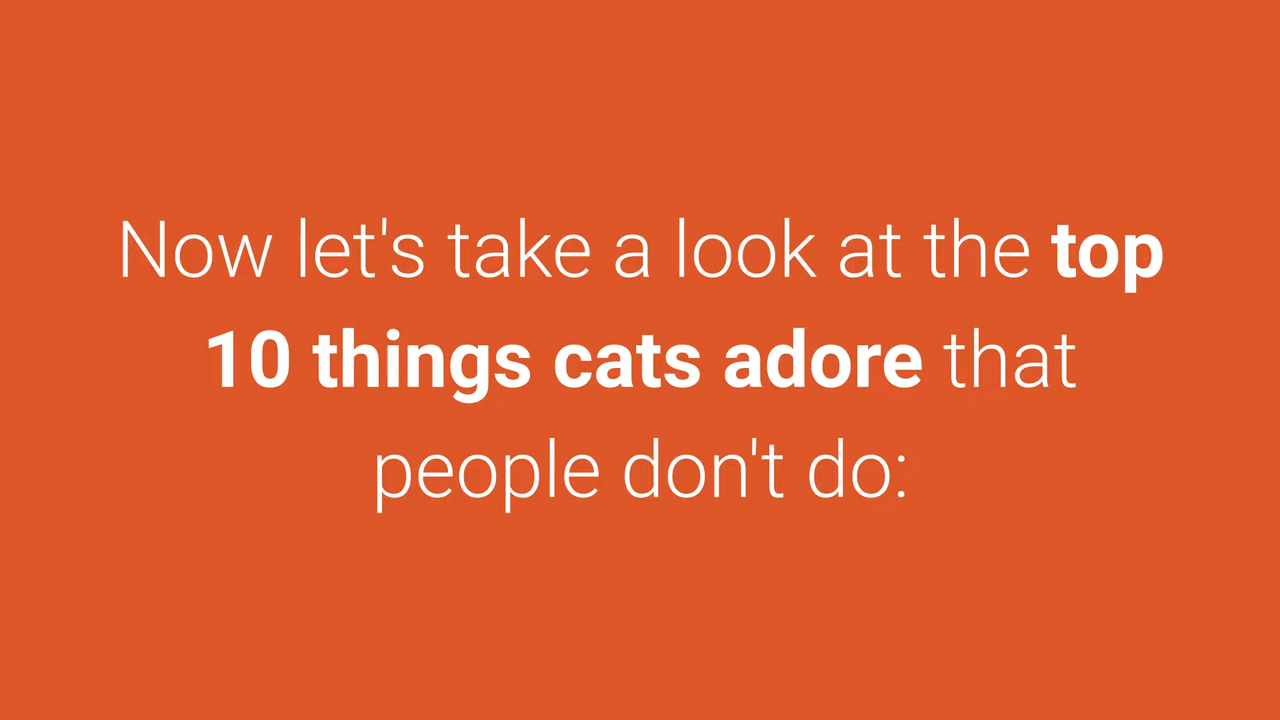 Now let's take a look at the top
10 things cats adore that
people don't do: